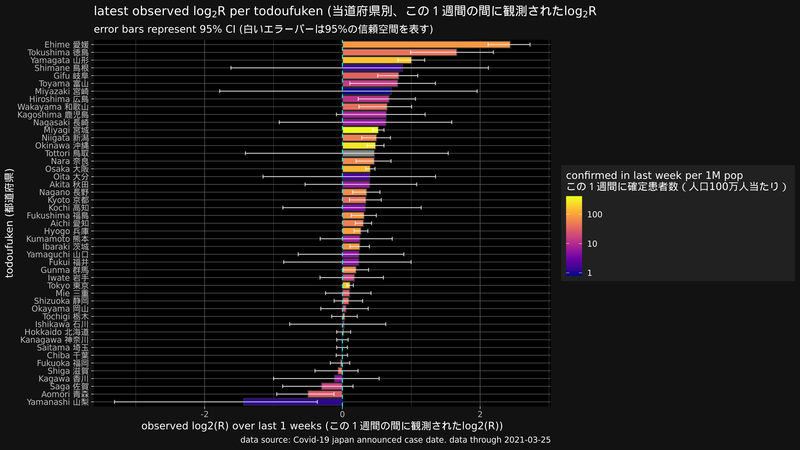 latest observed log₂R per todoufuken (当道府県別、この１週間の間に観測されたlog₂R
error bars represent 95% CI (白いエラーバーは95%の信頼空間を表す)
todoufuken (都道府県)
Ehime 愛媛
Tokushima 徳島
Yamagata 山形
Shimane 島根
Gifu 岐阜
Toyama 富山
Miyazaki 宮崎
Hiroshima 広島
Wakayama 和歌山
Kagoshima 鹿児島
Nagasaki 長崎
Miyagi 宮城
Niigata 新潟
Okinawa 沖縄
Tottori 鳥取
Nara 奈良
Osaka 大阪
Oita 大分
Akita 秋田
Nagano 長野
Kyoto 京都
Kochi 高知
Fukushima 福島
Aichi 愛知
Hyogo 兵庫
Kumamoto 熊本
Ibaraki 茨城
Yamaguchi 山口
Fukui 福井
Gunma 群馬
Iwate 岩手
Tokyo 東京
Mie 三重
Shizuoka 静岡
Okayama 岡山
Tochigi 栃木
Ishikawa 石川
Hokkaido 北海道
Kanagawa 神奈川
Saitama 埼玉
Chiba 千葉
Fukuoka 福岡
Shiga 滋賀
Kagawa 香川
Saga 佐賀
Aomori 青森
Yamanashi 山梨
-2 0 2
observed log2(R) over last 1 weeks (この１週間の間に観測されたlog2(R))
data source: Covid-19 japan announced case date. data through 2021-03-25
confirmed in last week per 1M pop
この１週間に確定患者数 ( 人口100万人当たり )
100
10
1